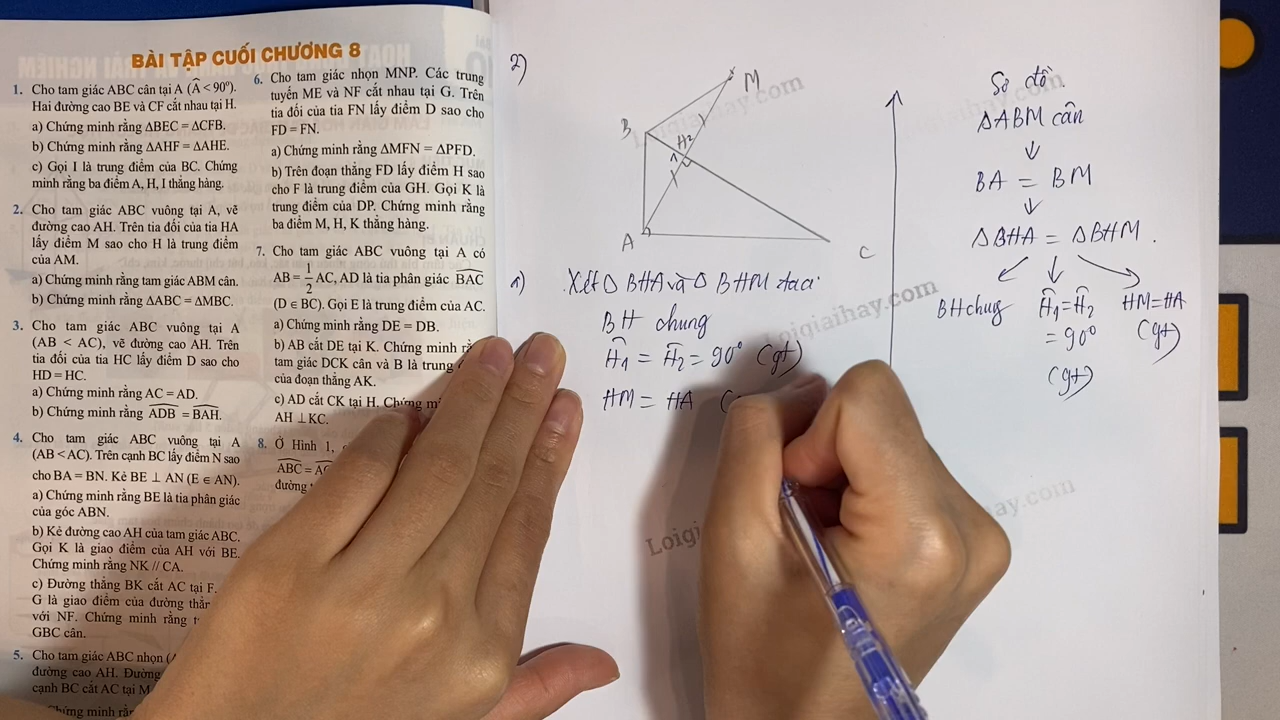 BÀI TẬP CUỐI CHƯƠNG 8
1. Cho tam giác ABC cân tại A (Â < 90°).
Hai đường cao BE và CF cắt nhau tại H.
a) Chứng minh rằng ΔBEC = ΔCFB.
b) Chứng minh rằng ΔAHF = ΔAHE.
c) Gọi I là trung điểm của BC. Chứng
minh rằng ba điểm A, H, I thẳng hàng.
2. Cho tam giác ABC vuông tại A, vẽ
đường cao AH. Trên tia đối của tia HA
lấy điểm M sao cho H là trung điểm
của AM.
a) Chứng minh rằng tam giác ABM cân.
b) Chứng minh rằng ΔABC = ΔMBC.
3. Cho tam giác ABC vuông tại A
(AB < AC), vẽ đường cao AH. Trên
tia đối của tia HC lấy điểm D sao cho
HD = HC.
a) Chứng minh rằng AC = AD.
b) Chứng minh rằng ADB = BAH.
4. Cho tam giác ABC vuông tại A
(AB < AC). Trên cạnh BC lấy điểm N sao
cho BA = BN. Kẻ BE ⊥ AN (E ∈ AN).
a) Chứng minh rằng BE là tia phân giác
của góc ABN.
b) Kẻ đường cao AH của tam giác ABC.
Gọi K là giao điểm của AH với BE.
Chứng minh rằng NK // CA.
c) Đường thẳng BK cắt AC tại F.
G là giao điểm của đường
với NF. Chứng minh rằng
GBC cân.
5. Cho tam giác ABC nhọn
đường cao AH. Đường
cạnh BC cắt AC tại M
minh
6. Cho tam giác nhọn MNP. Các trung
tuyến ME và NF cắt nhau tại G. Trên
tia đối của tia FN lấy điểm D sao cho
FD = FN.
a) Chứng minh rằng ΔMFN = ΔPFD.
b) Trên đoạn thẳng FD lấy điểm H sao
cho F là trung điểm của GH. Gọi K là
trung điểm của DP. Chứng minh rằng
ba điểm M, H, K thẳng hàng.
7. Cho tam giác ABC vuông tại A có
AB = 1/2 AC, AD là tia phân giác BAC
(D ∈ BC). Gọi E là trung điểm của AC.
a) Chứng minh rằng DE = DB.
b) AB cắt DE tại K. Chứng minh
tam giác DCK cân và B là trung
của đoạn thẳng AK.
c) AD cắt CK tại H. Chứng
AH ⊥ KC.
8. Ở Hình 1,
ABC =
đường
2)
M
B
H2
1
A
C
a) Xét Δ BHA và Δ BHM ta có
BH chung
H1 = H2 = 90° (gt)
HM = HA
Sơ đồ.
ΔABM cân
↓
BA = BM
↓
ΔBHA = ΔBHM.
BH chung H1 = H2 HM = HA
= 90° (gt)
(gt)
Loigiaihay.com
Loigiaihay.com